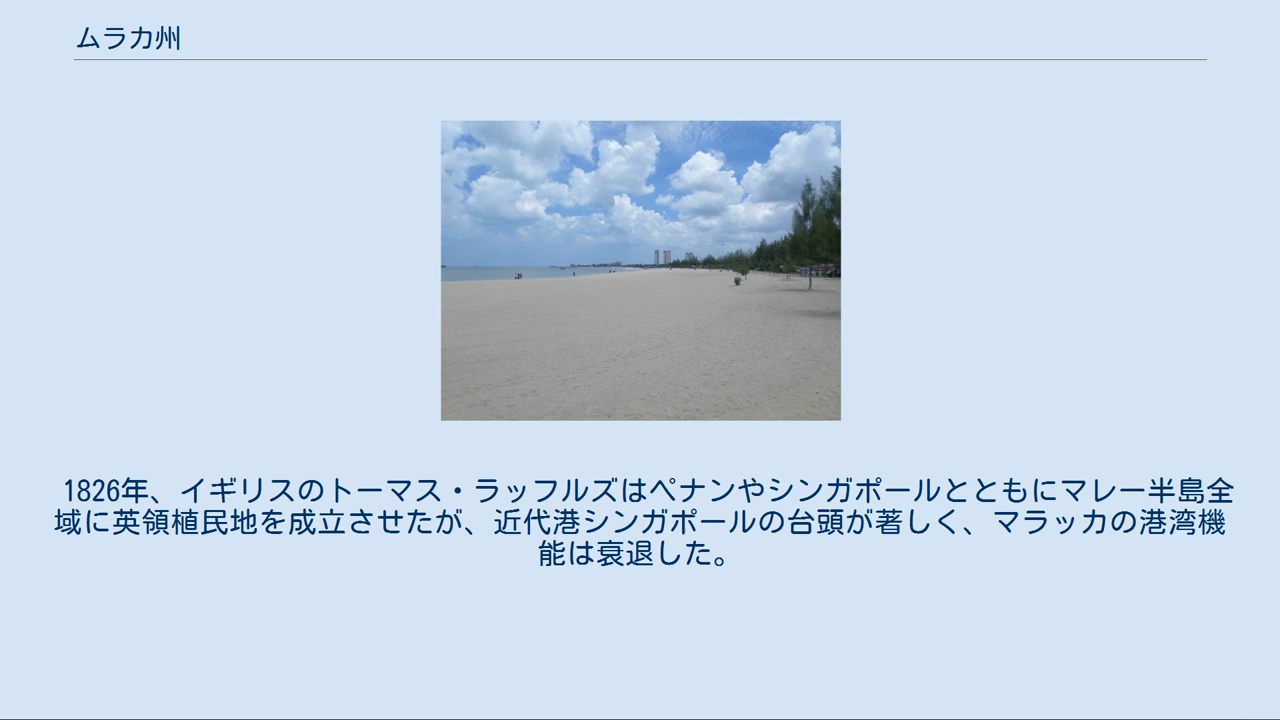 ムラカ州
1826年、イギリスのトーマス・ラッフルズはペナンやシンガポールとともにマレー半島全
域に英領植民地を成立させたが、近代港シンガポールの台頭が著しく、マラッカの港湾機
能は衰退した。